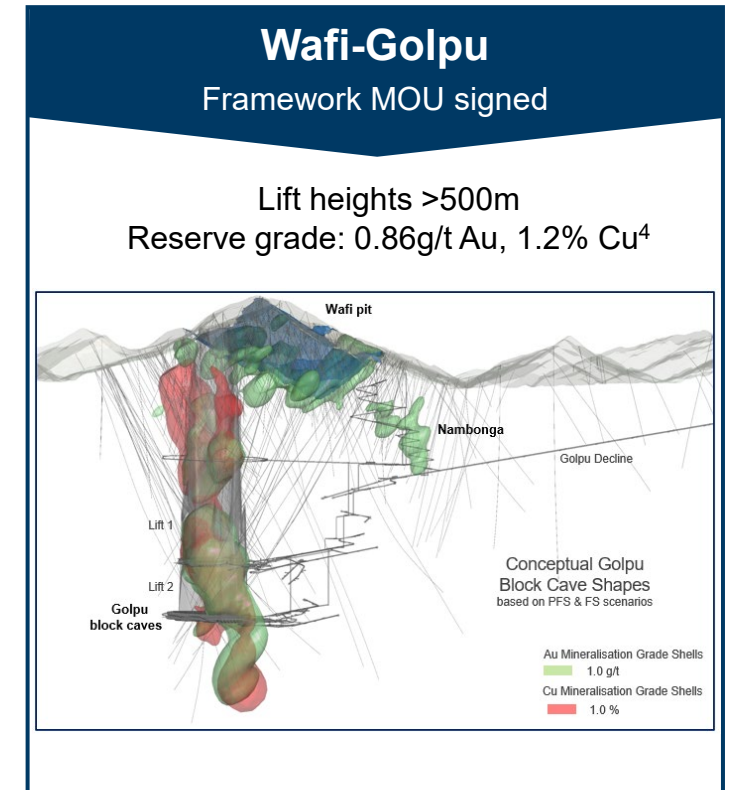 Wafi-Golpu
Framework MOU signed
Lift heights >500m
Reserve grade: 0.86g/t Au, 1.2% Cu⁴
Wafi pit
Nambonga
Golpu Decline
Lift 1
Lift 2
Golpu
block caves
Conceptual Golpu
Block Cave Shapes
based on PFS & FS scenarios
Au Mineralisation Grade Shells
1.0 g/t
Cu Mineralisation Grade Shells
1.0 %